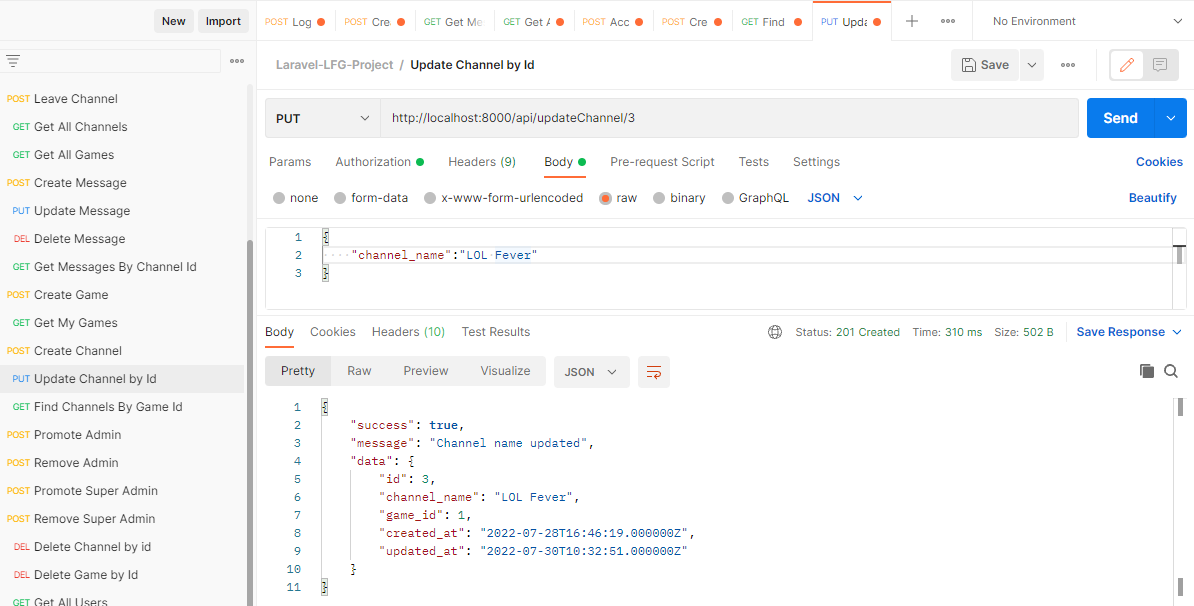 New Import
POST Log POST Cre GET Get Me GET Get A POST Acc POST Cre GET Find PUT Upda No Environment
Laravel-LFG-Project / Update Channel by Id Save
PUT http://localhost:8000/api/updateChannel/3 Send
Params Authorization Headers (9) Body Pre-request Script Tests Settings Cookies
none form-data x-www-form-urlencoded raw binary GraphQL JSON Beautify
1 {
2 "channel_name":"LOL Fever"
3 }
POST Leave Channel
GET Get All Channels
GET Get All Games
POST Create Message
PUT Update Message
DEL Delete Message
GET Get Messages By Channel Id
POST Create Game
GET Get My Games
POST Create Channel
PUT Update Channel by Id
GET Find Channels By Game Id
POST Promote Admin
POST Remove Admin
POST Promote Super Admin
POST Remove Super Admin
DEL Delete Channel by id
DEL Delete Game by Id
GET Get All Users
Body Cookies Headers (10) Test Results Status: 201 Created Time: 310 ms Size: 502 B Save Response
Pretty Raw Preview Visualize JSON
1 {
2 "success": true,
3 "message": "Channel name updated",
4 "data": {
5 "id": 3,
6 "channel_name": "LOL Fever",
7 "game_id": 1,
8 "created_at": "2022-07-28T16:46:19.000000Z",
9 "updated_at": "2022-07-30T10:32:51.000000Z"
10 }
11 }